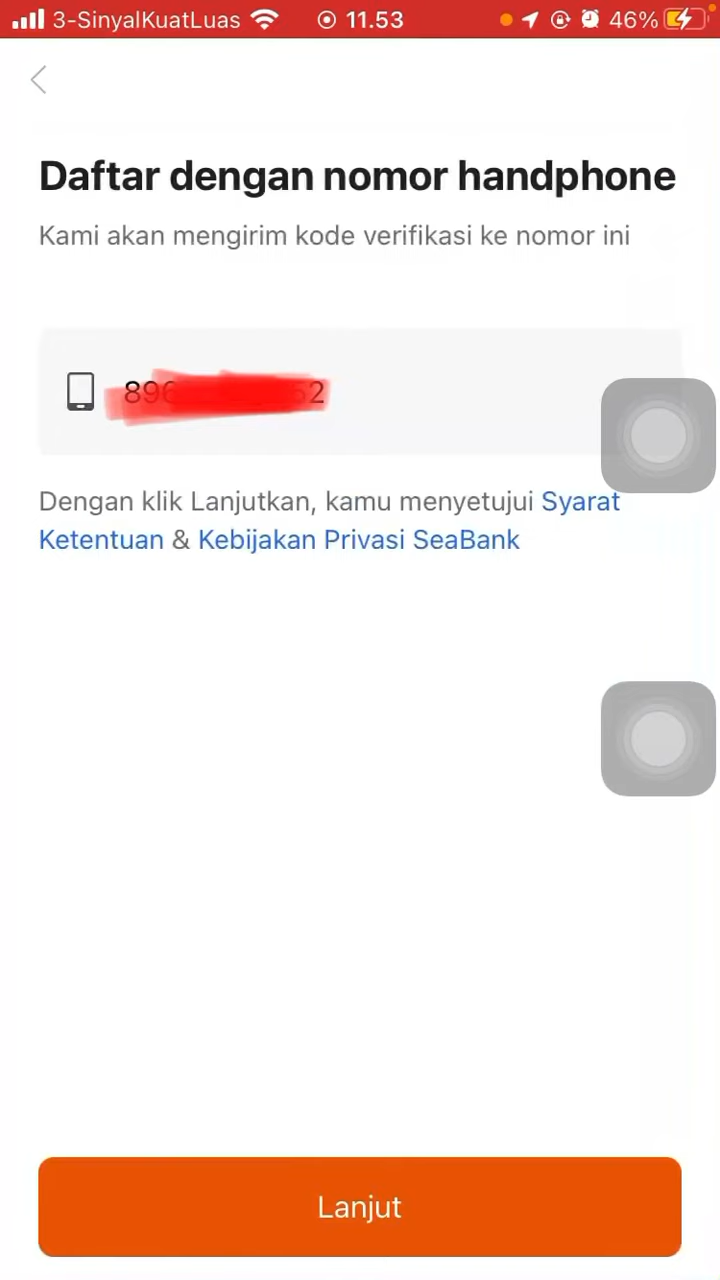 3-SinyalKuatLuas 11.53 46%
Daftar dengan nomor handphone
Kami akan mengirim kode verifikasi ke nomor ini
Dengan klik Lanjutkan, kamu menyetujui Syarat
Ketentuan & Kebijakan Privasi SeaBank
Lanjut